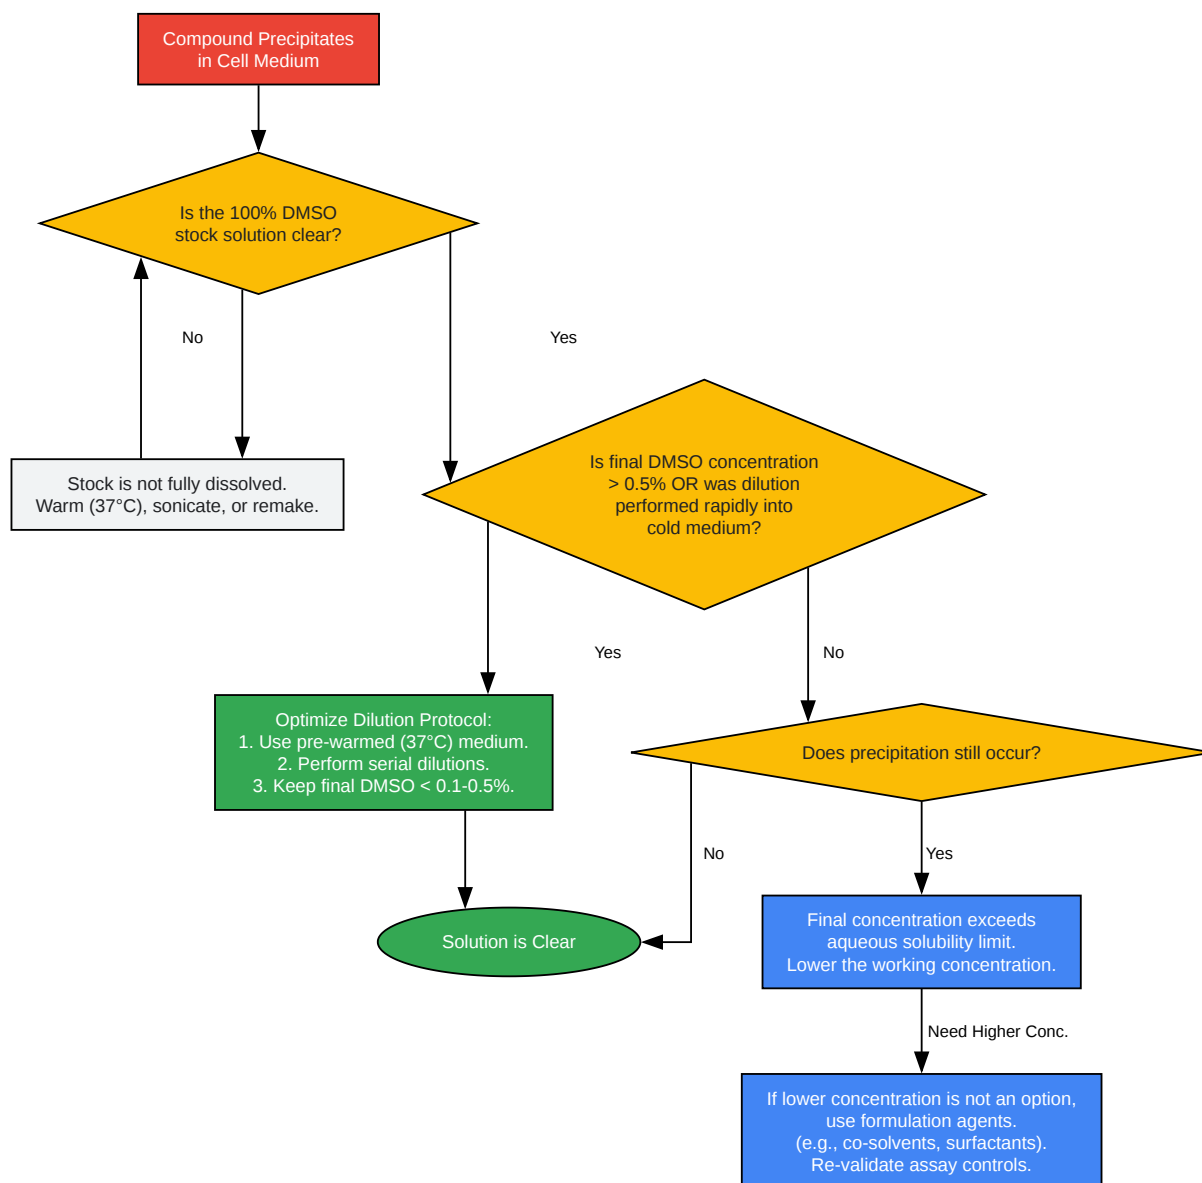 Compound Precipitates
in Cell Medium
Is the 100% DMSO
stock solution clear?
No
Yes
Stock is not fully dissolved.
Warm (37°C), sonicate, or remake.
Is final DMSO concentration
> 0.5% OR was dilution
performed rapidly into
cold medium?
Yes
No
Optimize Dilution Protocol:
1. Use pre-warmed (37°C) medium.
2. Perform serial dilutions.
3. Keep final DMSO < 0.1-0.5%.
Does precipitation still occur?
No
Yes
Solution is Clear
Final concentration exceeds
aqueous solubility limit.
Lower the working concentration.
Need Higher Conc.
If lower concentration is not an option,
use formulation agents.
(e.g., co-solvents, surfactants).
Re-validate assay controls.